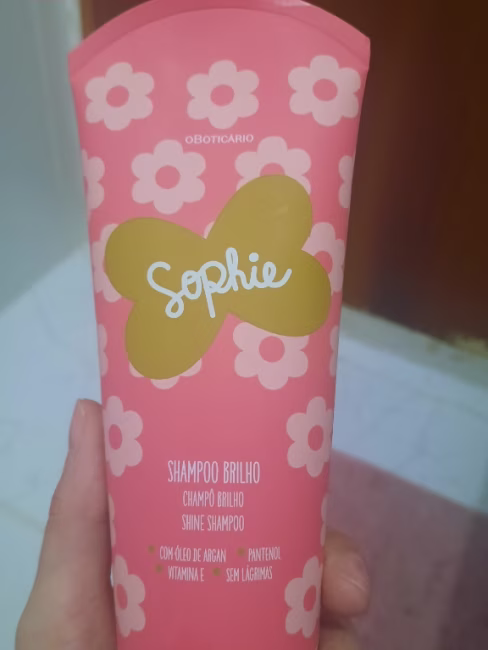 oBoticário
Sophie
SHAMPOO BRILHO
CHAMPÔ BRILHO
SHINE SHAMPOO
COM ÓLEO DE ARGAN PANTENOL
VITAMINA E SEM LÁGRIMAS